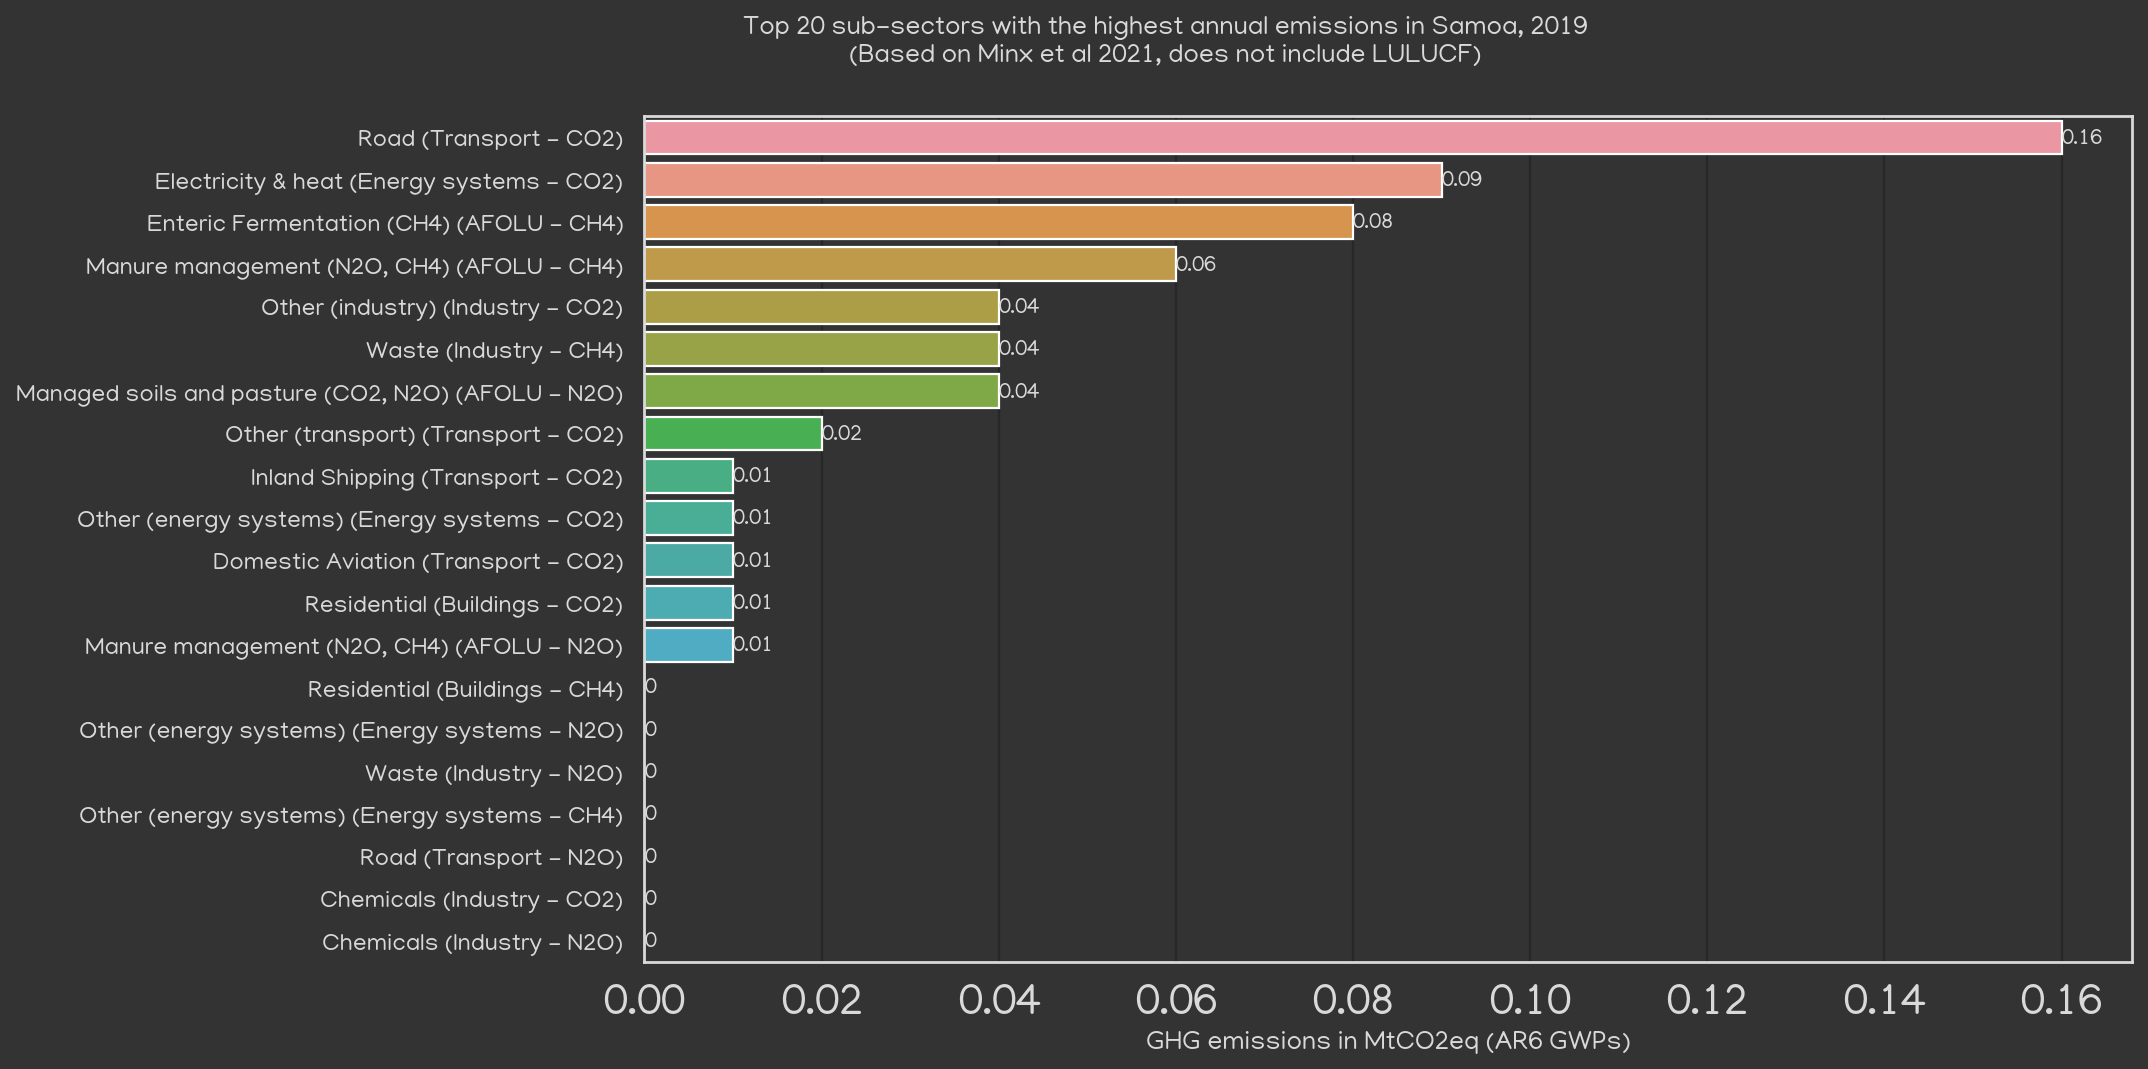 Top 20 sub-sectors with the highest annual emissions in Samoa, 2019
(Based on Minx et al 2021, does not include LULUCF)
Road (Transport - CO2) 0.16
Electricity & heat (Energy systems - CO2) 0.09
Enteric Fermentation (CH4) (AFOLU - CH4) 0.08
Manure management (N2O, CH4) (AFOLU - CH4) 0.06
Other (industry) (Industry - CO2) 0.04
Waste (Industry - CH4) 0.04
Managed soils and pasture (CO2, N2O) (AFOLU - N2O) 0.04
Other (transport) (Transport - CO2) 0.02
Inland Shipping (Transport - CO2) 0.01
Other (energy systems) (Energy systems - CO2) 0.01
Domestic Aviation (Transport - CO2) 0.01
Residential (Buildings - CO2) 0.01
Manure management (N2O, CH4) (AFOLU - N2O) 0.01
Residential (Buildings - CH4) 0
Other (energy systems) (Energy systems - N2O) 0
Waste (Industry - N2O) 0
Other (energy systems) (Energy systems - CH4) 0
Road (Transport - N2O) 0
Chemicals (Industry - CO2) 0
Chemicals (Industry - N2O) 0
0.00 0.02 0.04 0.06 0.08 0.10 0.12 0.14 0.16
GHG emissions in MtCO2eq (AR6 GWPs)